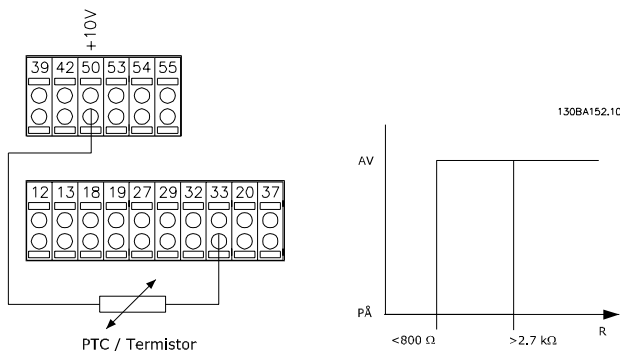 +10V
39 42 50 53 54 55
12 13 18 19 27 29 32 33 20 37
PTC / Termistor
130BA152.10
AV
PÅ
<800 Ω
>2.7 kΩ
R